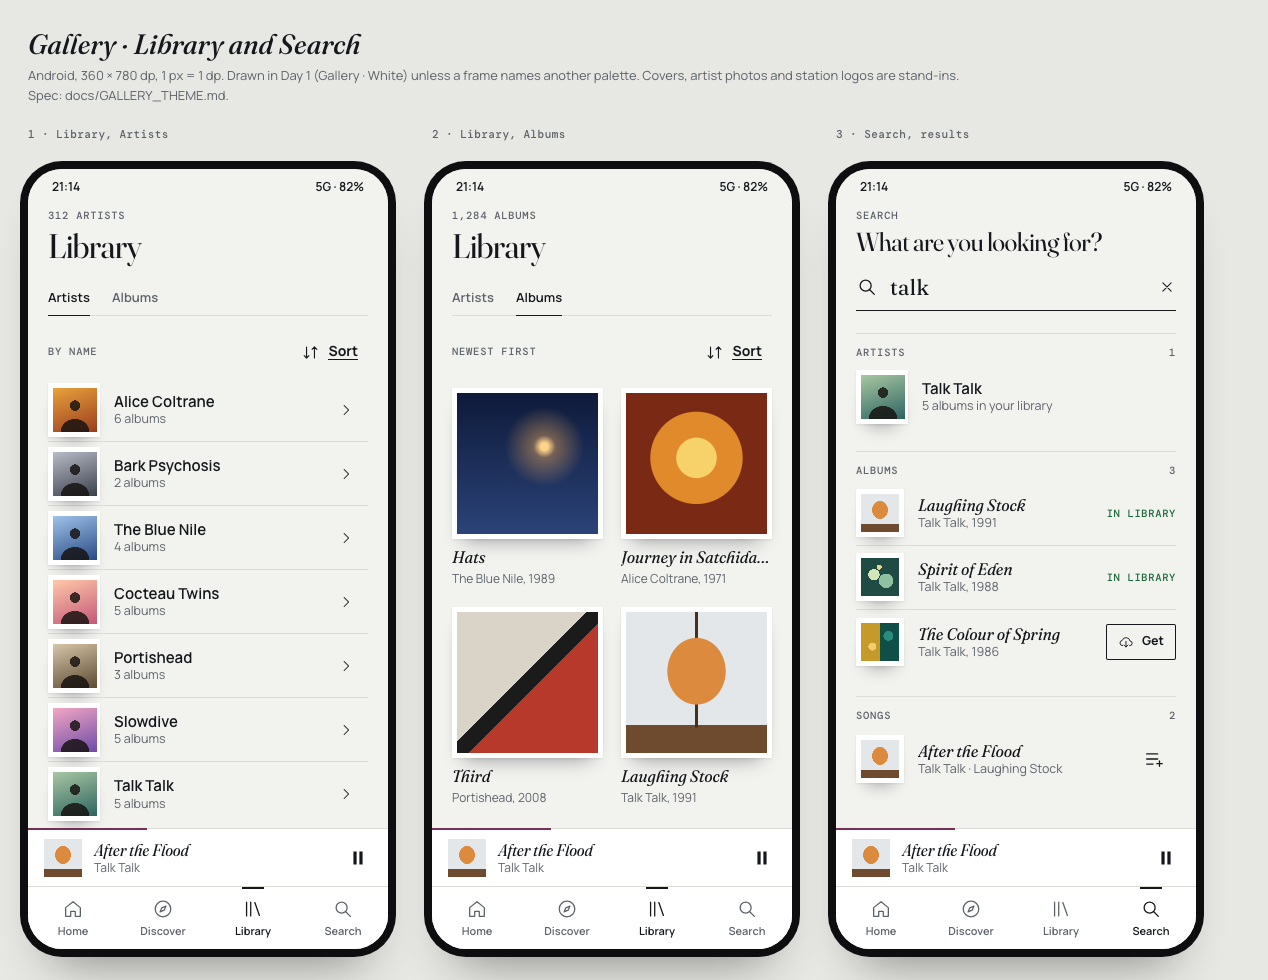 Gallery · Library and Search
Android, 360 × 780 dp, 1 px = 1 dp. Drawn in Day 1 (Gallery · White) unless a frame names another palette. Covers, artist photos and station logos are stand-ins.
Spec: docs/GALLERY_THEME.md.
1 · Library, Artists
21:14
5G · 82%
312 ARTISTS
Library
Artists
Albums
BY NAME
Sort
Alice Coltrane
6 albums
Bark Psychosis
2 albums
The Blue Nile
4 albums
Cocteau Twins
5 albums
Portishead
3 albums
Slowdive
5 albums
Talk Talk
5 albums
After the Flood
Talk Talk
Home
Discover
Library
Search
2 · Library, Albums
21:14
5G · 82%
1,284 ALBUMS
Library
Artists
Albums
NEWEST FIRST
Sort
Hats
The Blue Nile, 1989
Journey in Satchida...
Alice Coltrane, 1971
Third
Portishead, 2008
Laughing Stock
Talk Talk, 1991
After the Flood
Talk Talk
Home
Discover
Library
Search
3 · Search, results
21:14
5G · 82%
SEARCH
What are you looking for?
talk
ARTISTS
1
Talk Talk
5 albums in your library
ALBUMS
3
Laughing Stock
Talk Talk, 1991
IN LIBRARY
Spirit of Eden
Talk Talk, 1988
IN LIBRARY
The Colour of Spring
Talk Talk, 1986
Get
SONGS
2
After the Flood
Talk Talk · Laughing Stock
After the Flood
Talk Talk
Home
Discover
Library
Search